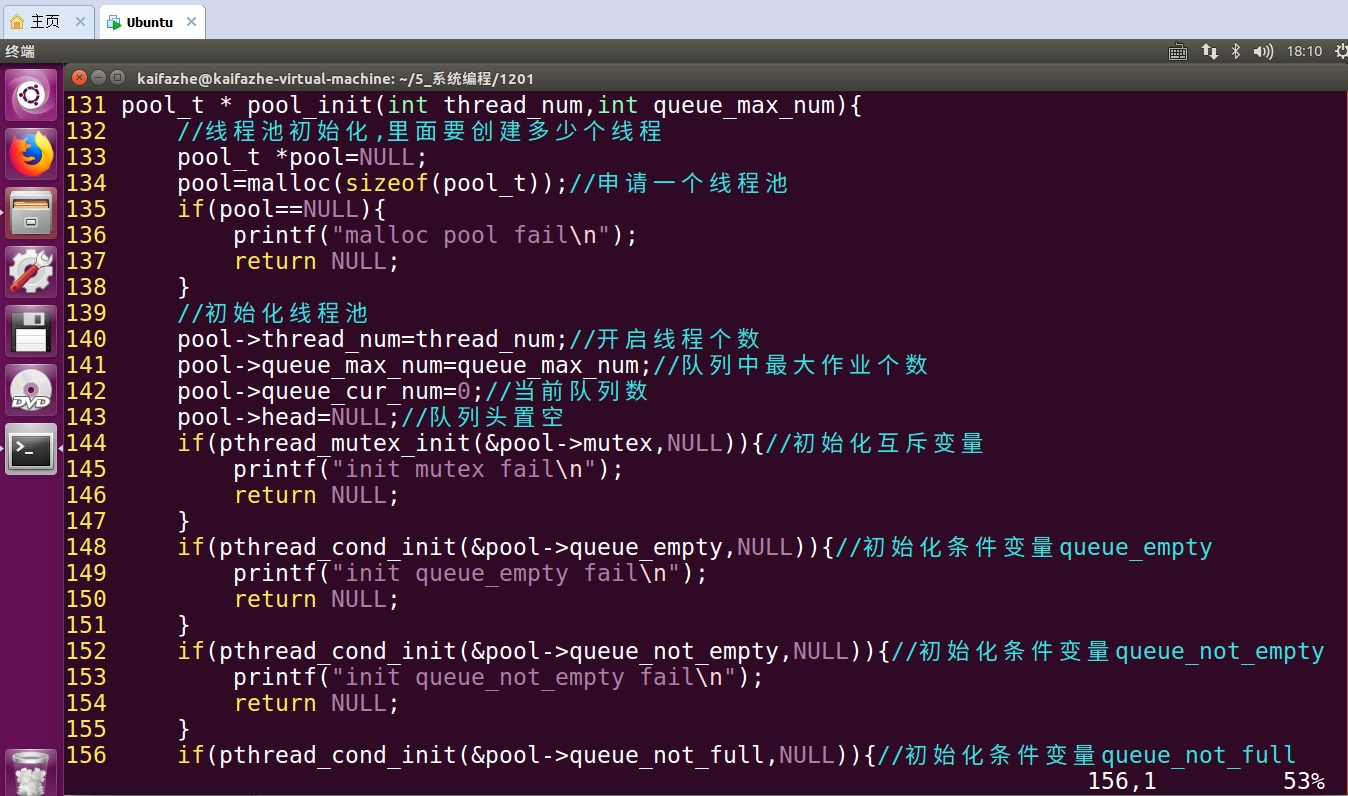 主页
Ubuntu
终端
18:10
kaifazhe@kaifazhe-virtual-machine: ~/5_系统编程/1201
131 pool_t * pool_init(int thread_num,int queue_max_num){
132     //线程池初始化,里面要创建多少个线程
133     pool_t *pool=NULL;
134     pool=malloc(sizeof(pool_t));//申请一个线程池
135     if(pool==NULL){
136         printf("malloc pool fail\n");
137         return NULL;
138     }
139     //初始化线程池
140     pool->thread_num=thread_num;//开启线程个数
141     pool->queue_max_num=queue_max_num;//队列中最大作业个数
142     pool->queue_cur_num=0;//当前队列数
143     pool->head=NULL;//队列头置空
144     if(pthread_mutex_init(&pool->mutex,NULL)){//初始化互斥变量
145         printf("init mutex fail\n");
146         return NULL;
147     }
148     if(pthread_cond_init(&pool->queue_empty,NULL)){//初始化条件变量queue_empty
149         printf("init queue_empty fail\n");
150         return NULL;
151     }
152     if(pthread_cond_init(&pool->queue_not_empty,NULL)){//初始化条件变量queue_not_empty
153         printf("init queue_not_empty fail\n");
154         return NULL;
155     }
156     if(pthread_cond_init(&pool->queue_not_full,NULL)){//初始化条件变量queue_not_full
156,1 53%
DVD